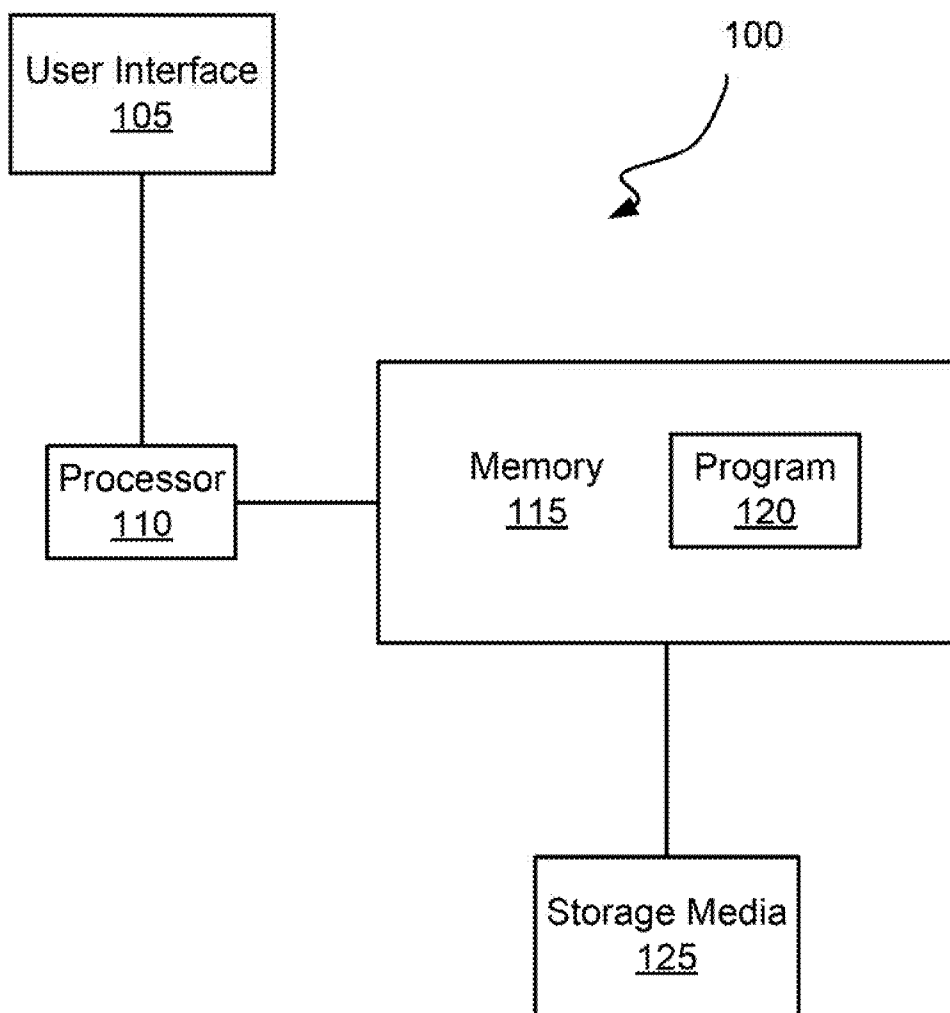 User Interface
105
100
Processor
110
Memory
115
Program
120
Storage Media
125